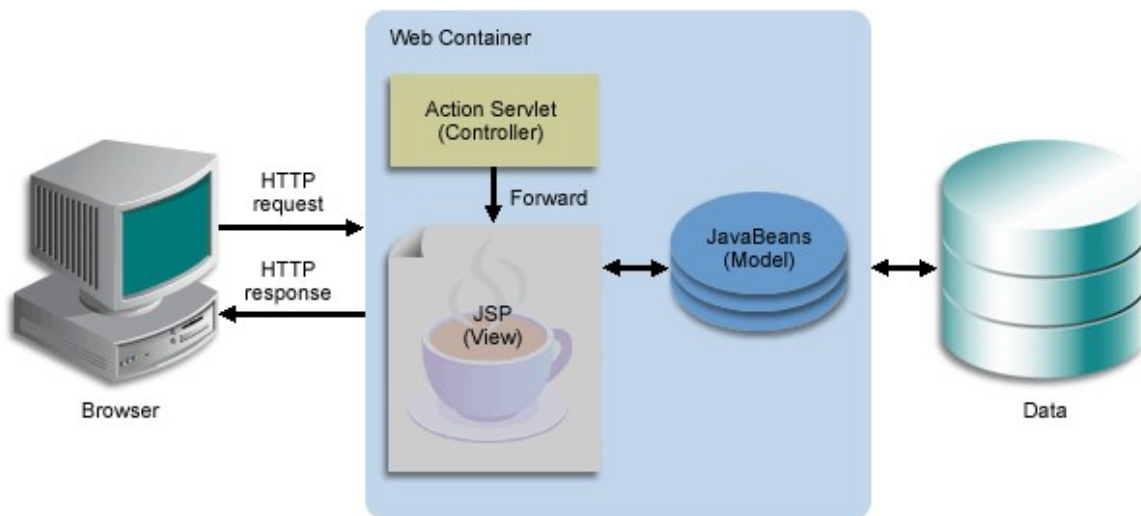 Web Container
Action Servlet
(Controller)
HTTP
request
Forward
JavaBeans
(Model)
HTTP
response
JSP
(View)
Browser
Data